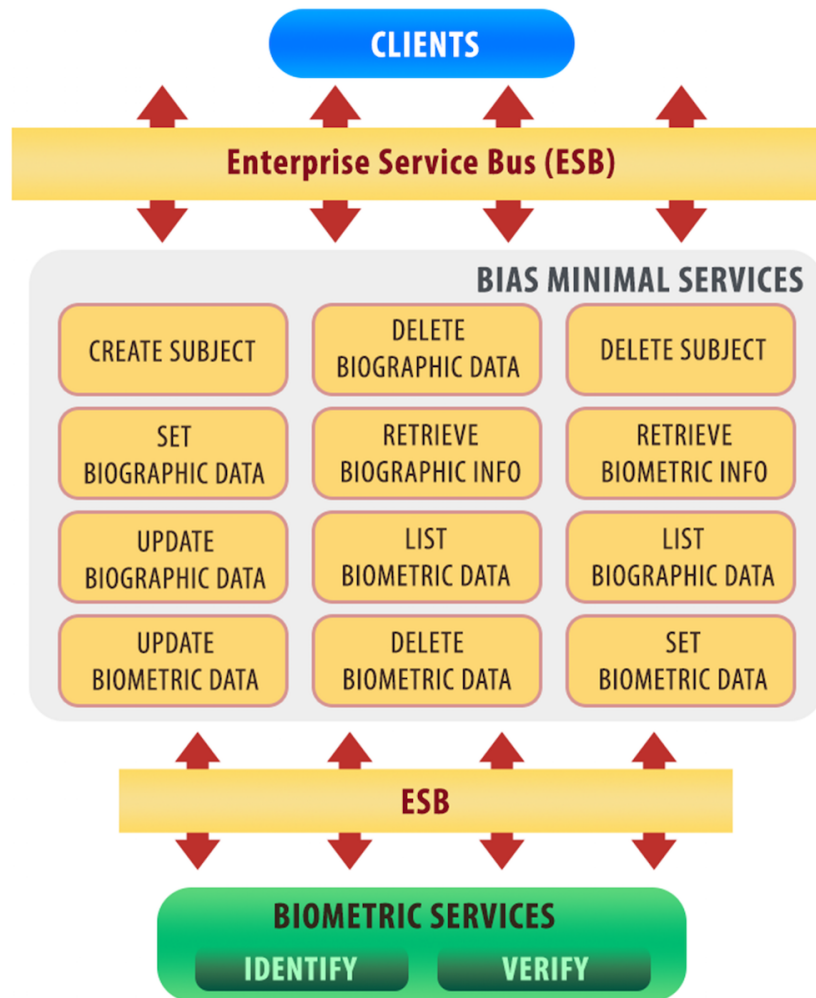 CLIENTS
Enterprise Service Bus (ESB)
BIAS MINIMAL SERVICES
CREATE SUBJECT
DELETE
BIOGRAPHIC DATA
DELETE SUBJECT
SET
BIOGRAPHIC DATA
RETRIEVE
BIOGRAPHIC INFO
RETRIEVE
BIOMETRIC INFO
UPDATE
BIOGRAPHIC DATA
LIST
BIOMETRIC DATA
LIST
BIOGRAPHIC DATA
UPDATE
BIOMETRIC DATA
DELETE
BIOMETRIC DATA
SET
BIOMETRIC DATA
ESB
BIOMETRIC SERVICES
IDENTIFY
VERIFY